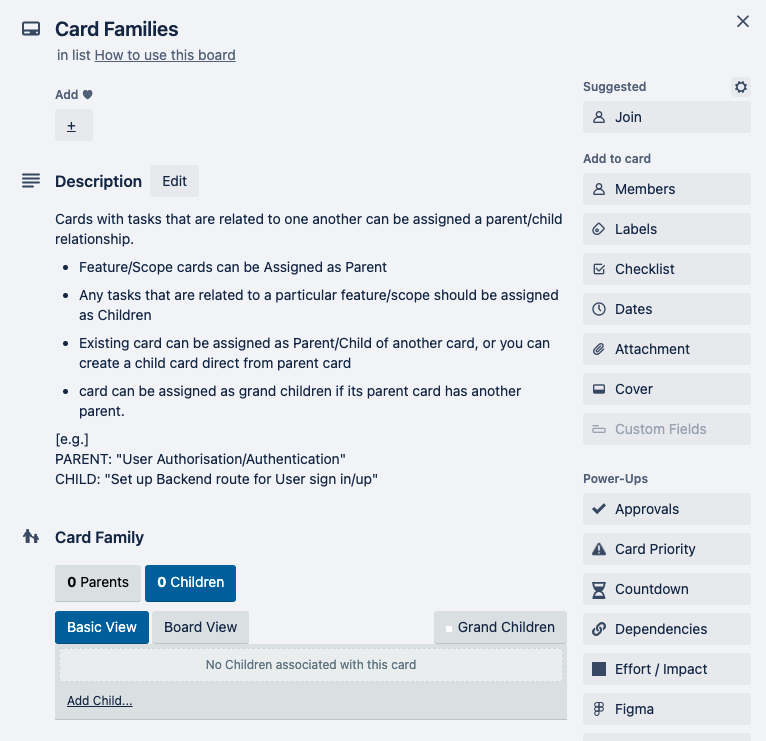 Card Families
in list How to use this board
Add
+
Description
Edit
Cards with tasks that are related to one another can be assigned a parent/child
relationship.
Feature/Scope cards can be Assigned as Parent
Any tasks that are related to a particular feature/scope should be assigned
as Children
Existing card can be assigned as Parent/Child of another card, or you can
create a child card direct from parent card
card can be assigned as grand children if its parent card has another
parent.
[e.g.]
PARENT: "User Authorisation/Authentication"
CHILD: "Set up Backend route for User sign in/up"
Card Family
0 Parents
0 Children
Basic View
Board View
Grand Children
No Children associated with this card
Add Child...
Suggested
Join
Add to card
Members
Labels
Checklist
Dates
Attachment
Cover
Custom Fields
Power-Ups
Approvals
Card Priority
Countdown
Dependencies
Effort / Impact
Figma